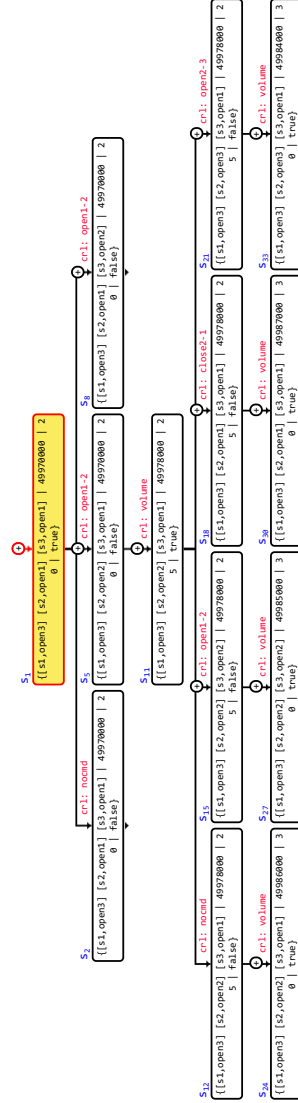 S1
{[s1,open3] [s2,open1] [s3,open1] | 49970000 | 2
0 | true}
crl: nocmd
crl: open1-2
crl: open1-2
S2
{[s1,open3] [s2,open1] [s3,open1] | 49970000 | 2
0 | false}
S5
{[s1,open3] [s2,open2] [s3,open1] | 49970000 | 2
0 | false}
S8
{[s1,open3] [s2,open1] [s3,open2] | 49970000 | 2
0 | false}
crl: volume
S11
{[s1,open3] [s2,open2] [s3,open1] | 49978000 | 2
5 | true}
crl: nocmd
crl: open1-2
crl: close2-1
crl: open2-3
S12
{[s1,open3] [s2,open2] [s3,open1] | 49978000 | 2
5 | false}
S15
{[s1,open3] [s2,open2] [s3,open2] | 49978000 | 2
5 | false}
S18
{[s1,open3] [s2,open1] [s3,open1] | 49978000 | 2
5 | false}
S21
{[s1,open3] [s2,open3] [s3,open1] | 49978000 | 2
5 | false}
crl: volume
crl: volume
crl: volume
crl: volume
S24
{[s1,open3] [s2,open2] [s3,open1] | 49986000 | 3
0 | true}
S27
{[s1,open3] [s2,open2] [s3,open2] | 49985000 | 3
0 | true}
S30
{[s1,open3] [s2,open1] [s3,open1] | 49987000 | 3
0 | true}
S33
{[s1,open3] [s2,open3] [s3,open1] | 49984000 | 3
0 | true}